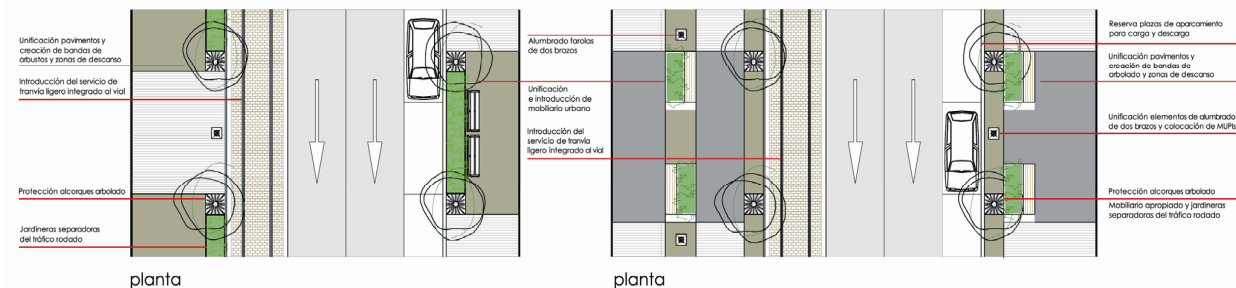 Unificación pavimentos y
creación de bandas de
arbustos y zonas de descanso
Introducción del servicio de
tranvía ligero integrado al vial
Protección alcorques arbolado
Jardineras separadoras
del tráfico rodado
planta
Alumbrado farolas
de dos brazos
Unificación
e introducción de
mobiliario urbano
Introducción del
servicio de tranvía
ligero integrado al vial
planta
Reserva plazas de aparcamiento
para carga y descarga
Unificación pavimentos y
creación de bandas de
arbolado y zonas de descanso
Unificación elementos de alumbrado
de dos brazos y colocación de MUPIs
Protección alcorques arbolado
Mobiliario apropiado y jardineras
separadoras del tráfico rodado